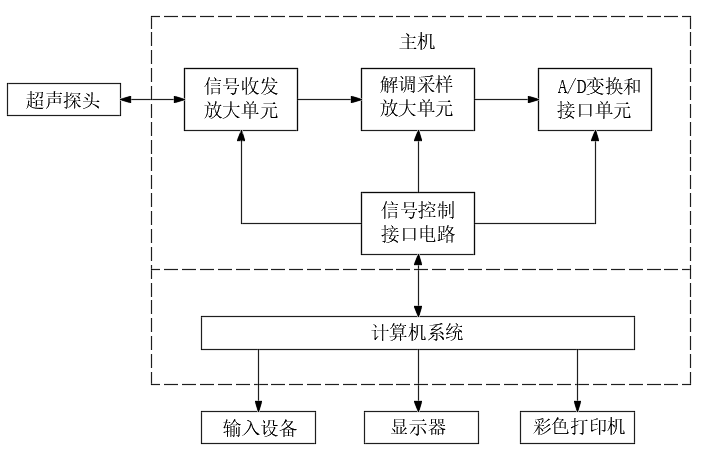 主机
超声探头
信号收发
放大单元
解调采样
放大单元
A/D变换和
接口单元
信号控制
接口电路
计算机系统
输入设备
显示器
彩色打印机